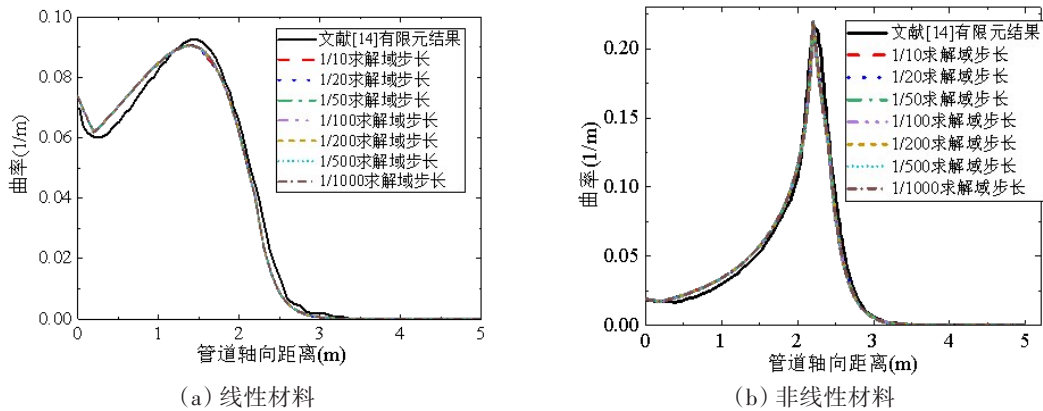 0.10
0.08
0.06
0.04
0.02
0.00
曲率(1/m)
文献[14]有限元结果
1/10求解域步长
1/20求解域步长
1/50求解域步长
1/100求解域步长
1/200求解域步长
1/500求解域步长
1/1000求解域步长
0 1 2 3 4 5
管道轴向距离(m)
(a)线性材料
0.20
0.15
0.10
0.05
0.00
曲率(1/m)
文献[14]有限元结果
1/10求解域步长
1/20求解域步长
1/50求解域步长
1/100求解域步长
1/200求解域步长
1/500求解域步长
1/1000求解域步长
0 1 2 3 4 5
管道轴向距离(m)
(b)非线性材料